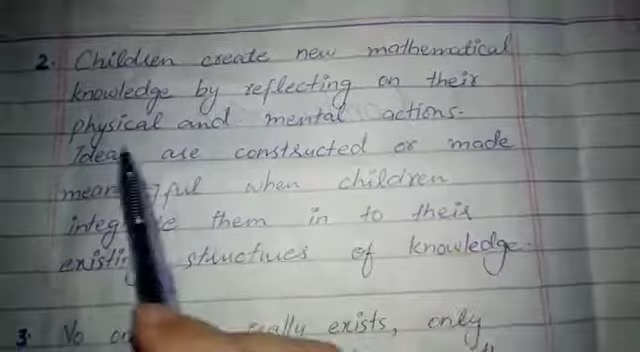 2. Children create new mathematical
knowledge by reflecting on their
physical and mental actions.
Ideas are constructed or made
when children
them in to their
structures of knowledge.
3. No exists, only